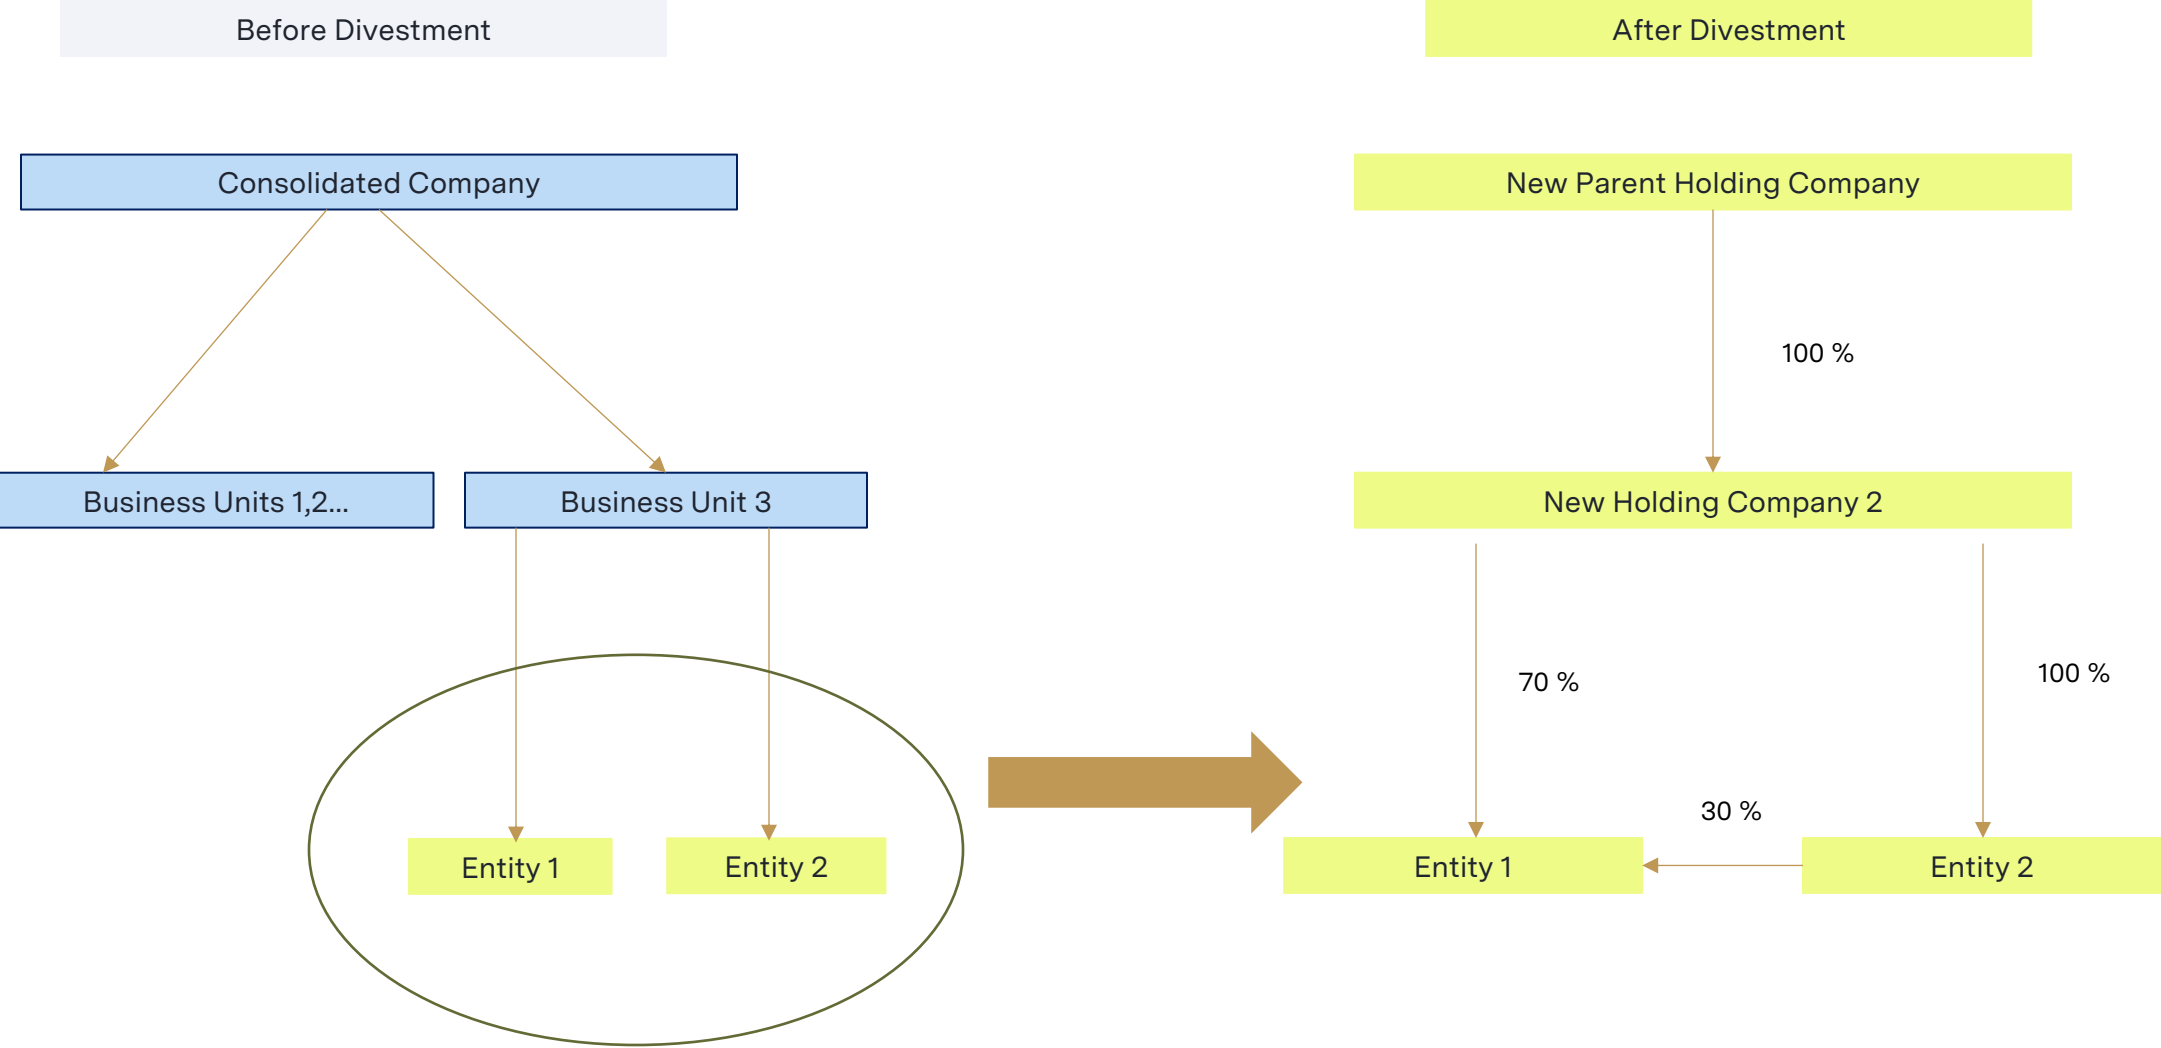 Before Divestment
After Divestment
Consolidated Company
New Parent Holding Company
100 %
Business Units 1,2...
Business Unit 3
New Holding Company 2
70 %
100 %
30 %
Entity 1
Entity 2
Entity 1
Entity 2